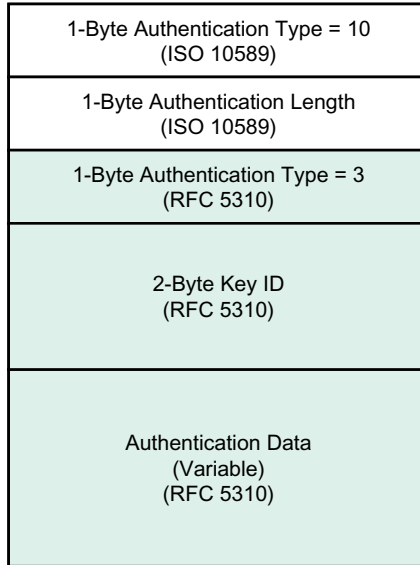 1-Byte Authentication Type = 10
(ISO 10589)
1-Byte Authentication Length
(ISO 10589)
1-Byte Authentication Type = 3
(RFC 5310)
2-Byte Key ID
(RFC 5310)
Authentication Data
(Variable)
(RFC 5310)